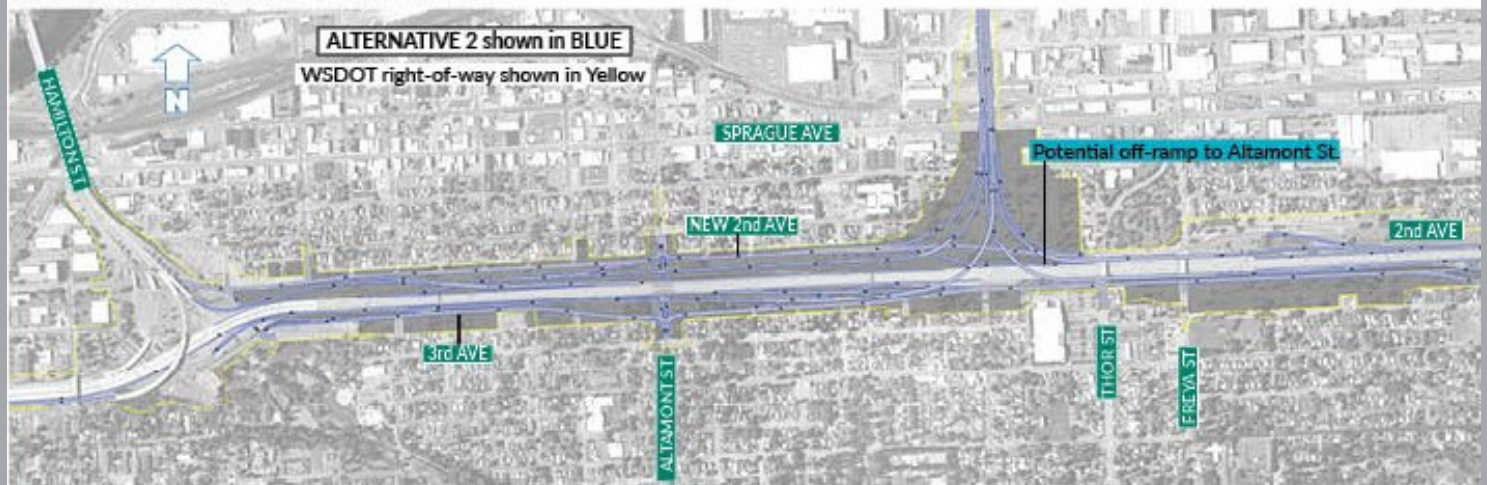 ALTERNATIVE 2 shown in BLUE
WSDOT right-of-way shown in Yellow
N
HAMILTON ST
SPRAGUE AVE
Potential off-ramp to Altamont St.
NEW 2nd AVE
2nd AVE
3rd AVE
ALTAMONT ST
THOR ST
FREYA ST